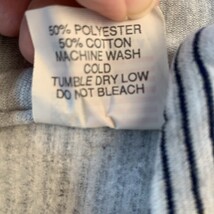 50% POLYESTER
50% COTTON
MACHINE WASH
COLD
TUMBLE DRY LOW
DO NOT BLEACH